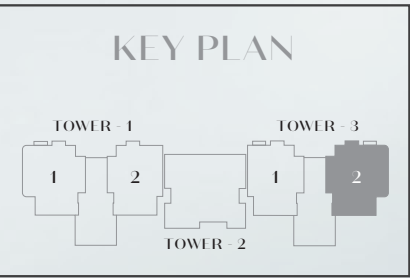 KEY PLAN
TOWER - 1
TOWER - 3
1
2
1
2
TOWER - 2